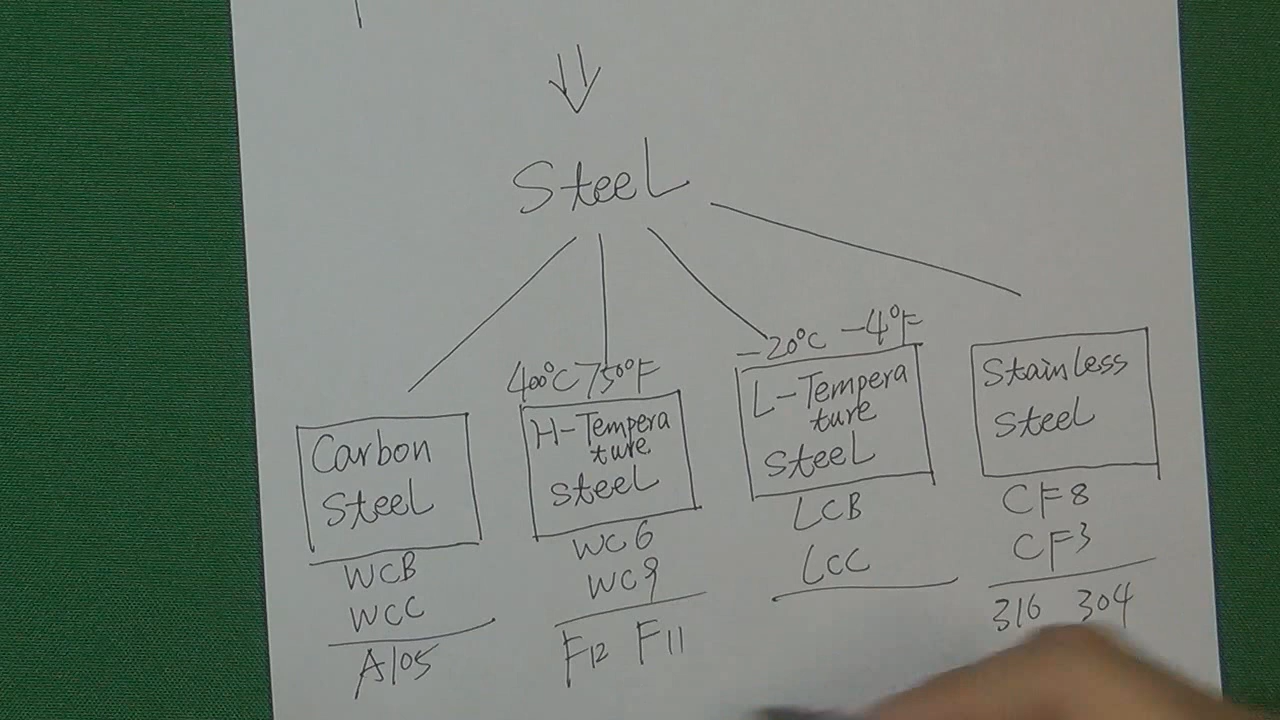 Steel
Carbon
Steel
WCB
WCC
A105
400°C 750°F
H-Tempera
ture
Steel
WC6
WC9
F12 F11
-20°C -4°F
L-Tempera
ture
Steel
LCB
LCC
Stainless
Steel
CF8
CF3
316 304